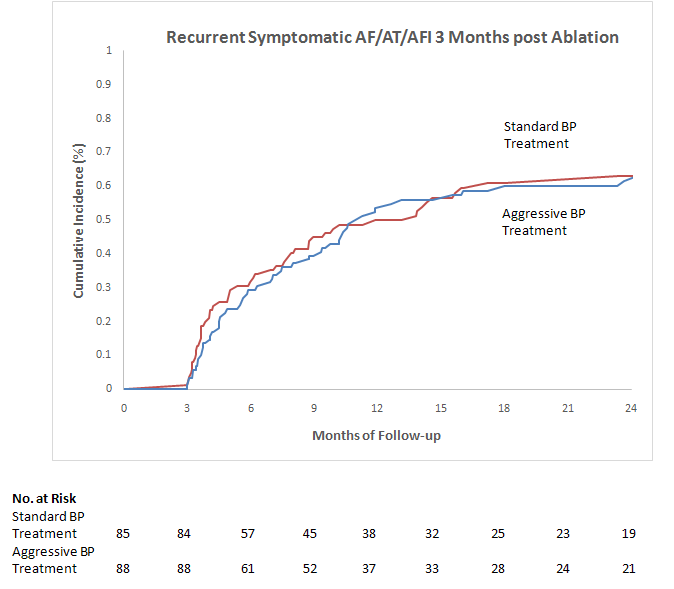 Recurrent Symptomatic AF/AT/AFI 3 Months post Ablation
1
0.9
0.8
0.7
0.6
0.5
0.4
0.3
0.2
0.1
0
Cumulative Incidence (%)
Standard BP
Treatment
Aggressive BP
Treatment
0 3 6 9 12 15 18 21 24
Months of Follow-up
No. at Risk
Standard BP
Treatment 85 84 57 45 38 32 25 23 19
Aggressive BP
Treatment 88 88 61 52 37 33 28 24 21